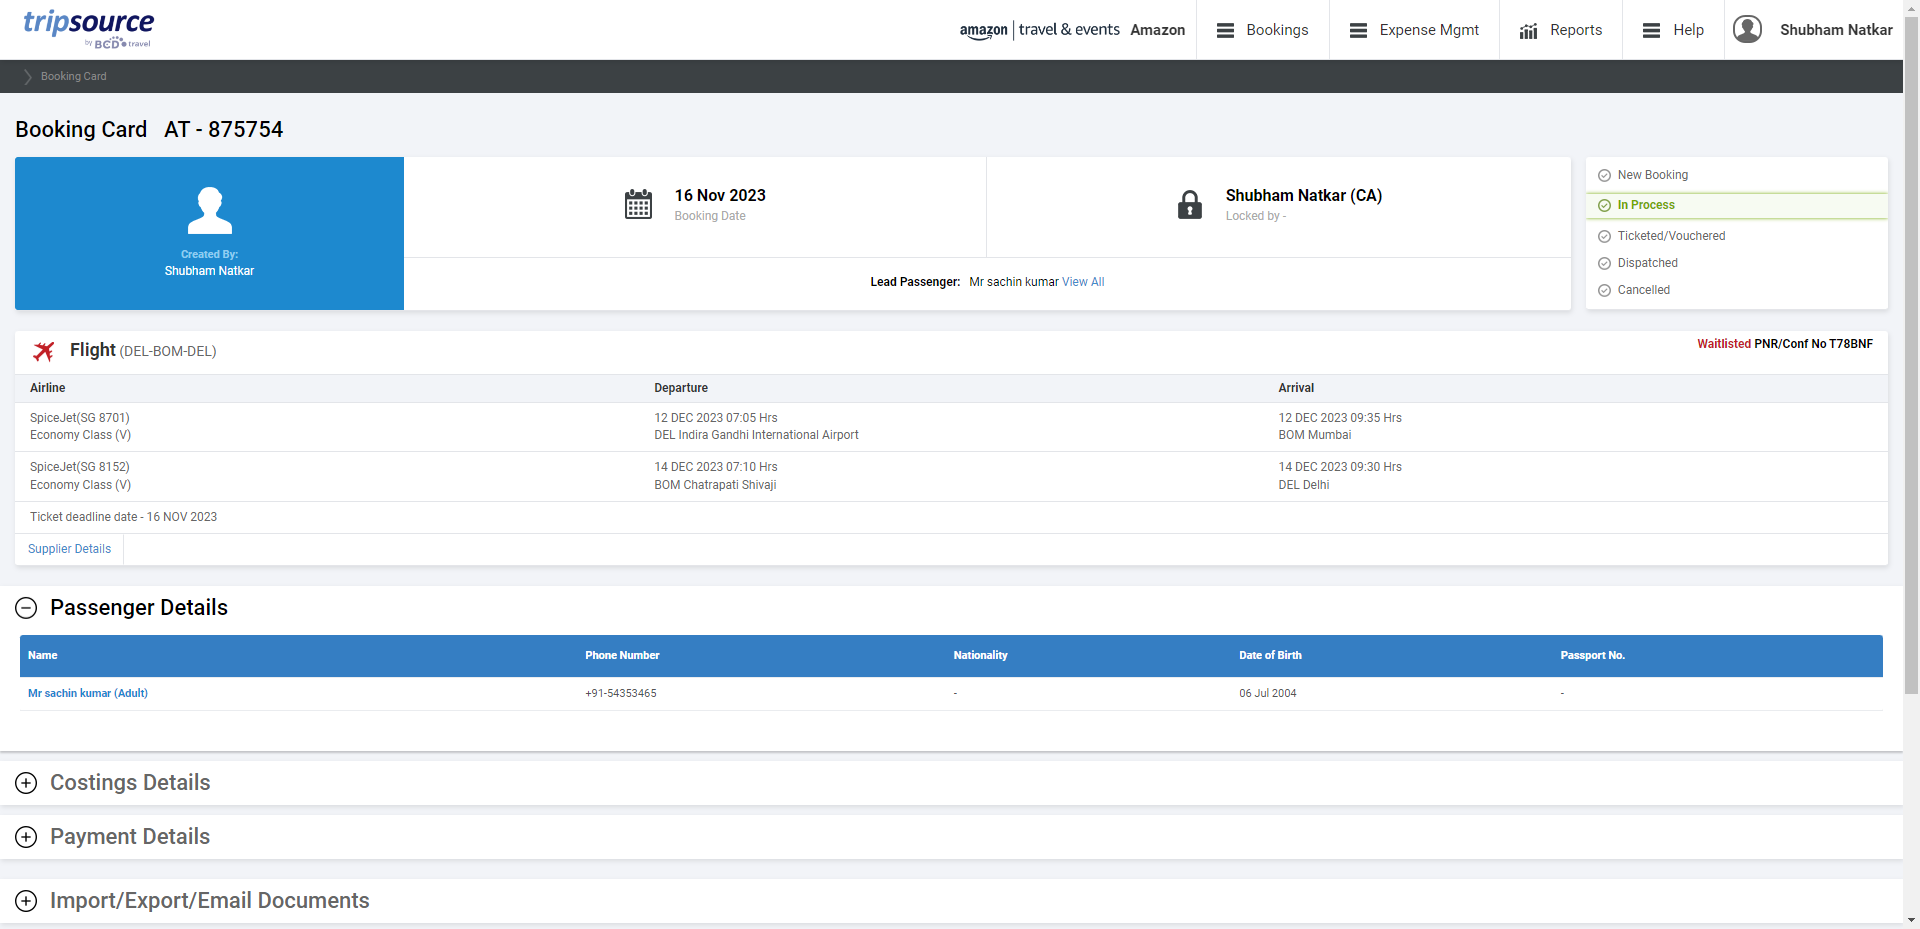 tripsource
by BCD travel
amazon | travel & events Amazon
Bookings
Expense Mgmt
Reports
Help
Shubham Natkar
Booking Card
Booking Card AT - 875754
Created By:
Shubham Natkar
16 Nov 2023
Booking Date
Shubham Natkar (CA)
Locked by -
Lead Passenger: Mr sachin kumar View All
New Booking
In Process
Ticketed/Vouchered
Dispatched
Cancelled
Flight (DEL-BOM-DEL)
Waitlisted PNR/Conf No T78BNF
Airline Departure Arrival
SpiceJet(SG 8701) 12 DEC 2023 07:05 Hrs 12 DEC 2023 09:35 Hrs
Economy Class (V) DEL Indira Gandhi International Airport BOM Mumbai
SpiceJet(SG 8152) 14 DEC 2023 07:10 Hrs 14 DEC 2023 09:30 Hrs
Economy Class (V) BOM Chatrapati Shivaji DEL Delhi
Ticket deadline date - 16 NOV 2023
Supplier Details
Passenger Details
Name Phone Number Nationality Date of Birth Passport No.
Mr sachin kumar (Adult) +91-54353465 - 06 Jul 2004 -
Costings Details
Payment Details
Import/Export/Email Documents